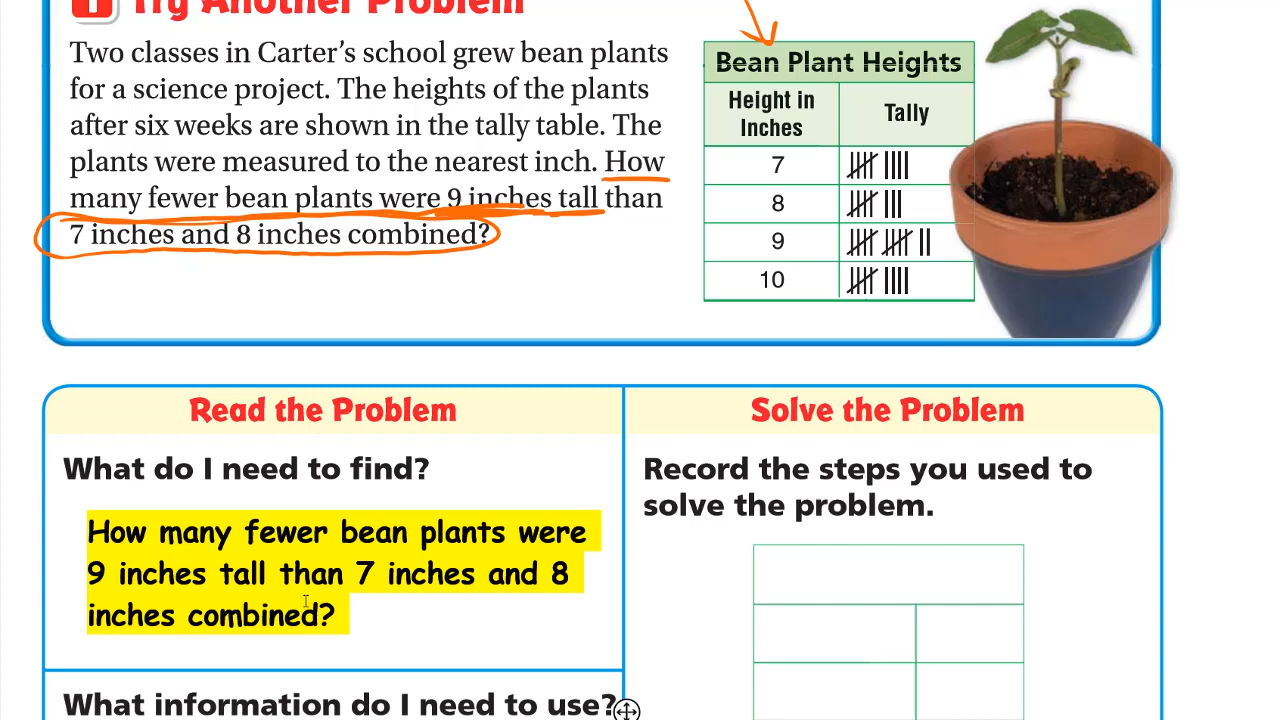 1 Try Another Problem
Two classes in Carter's school grew bean plants
for a science project. The heights of the plants
after six weeks are shown in the tally table. The
plants were measured to the nearest inch. How
many fewer bean plants were 9 inches tall than
7 inches and 8 inches combined?
Bean Plant Heights
Height in Inches
Tally
7
8
9
10
Read the Problem
What do I need to find?
How many fewer bean plants were
9 inches tall than 7 inches and 8
inches combined?
What information do I need to use?
Solve the Problem
Record the steps you used to
solve the problem.